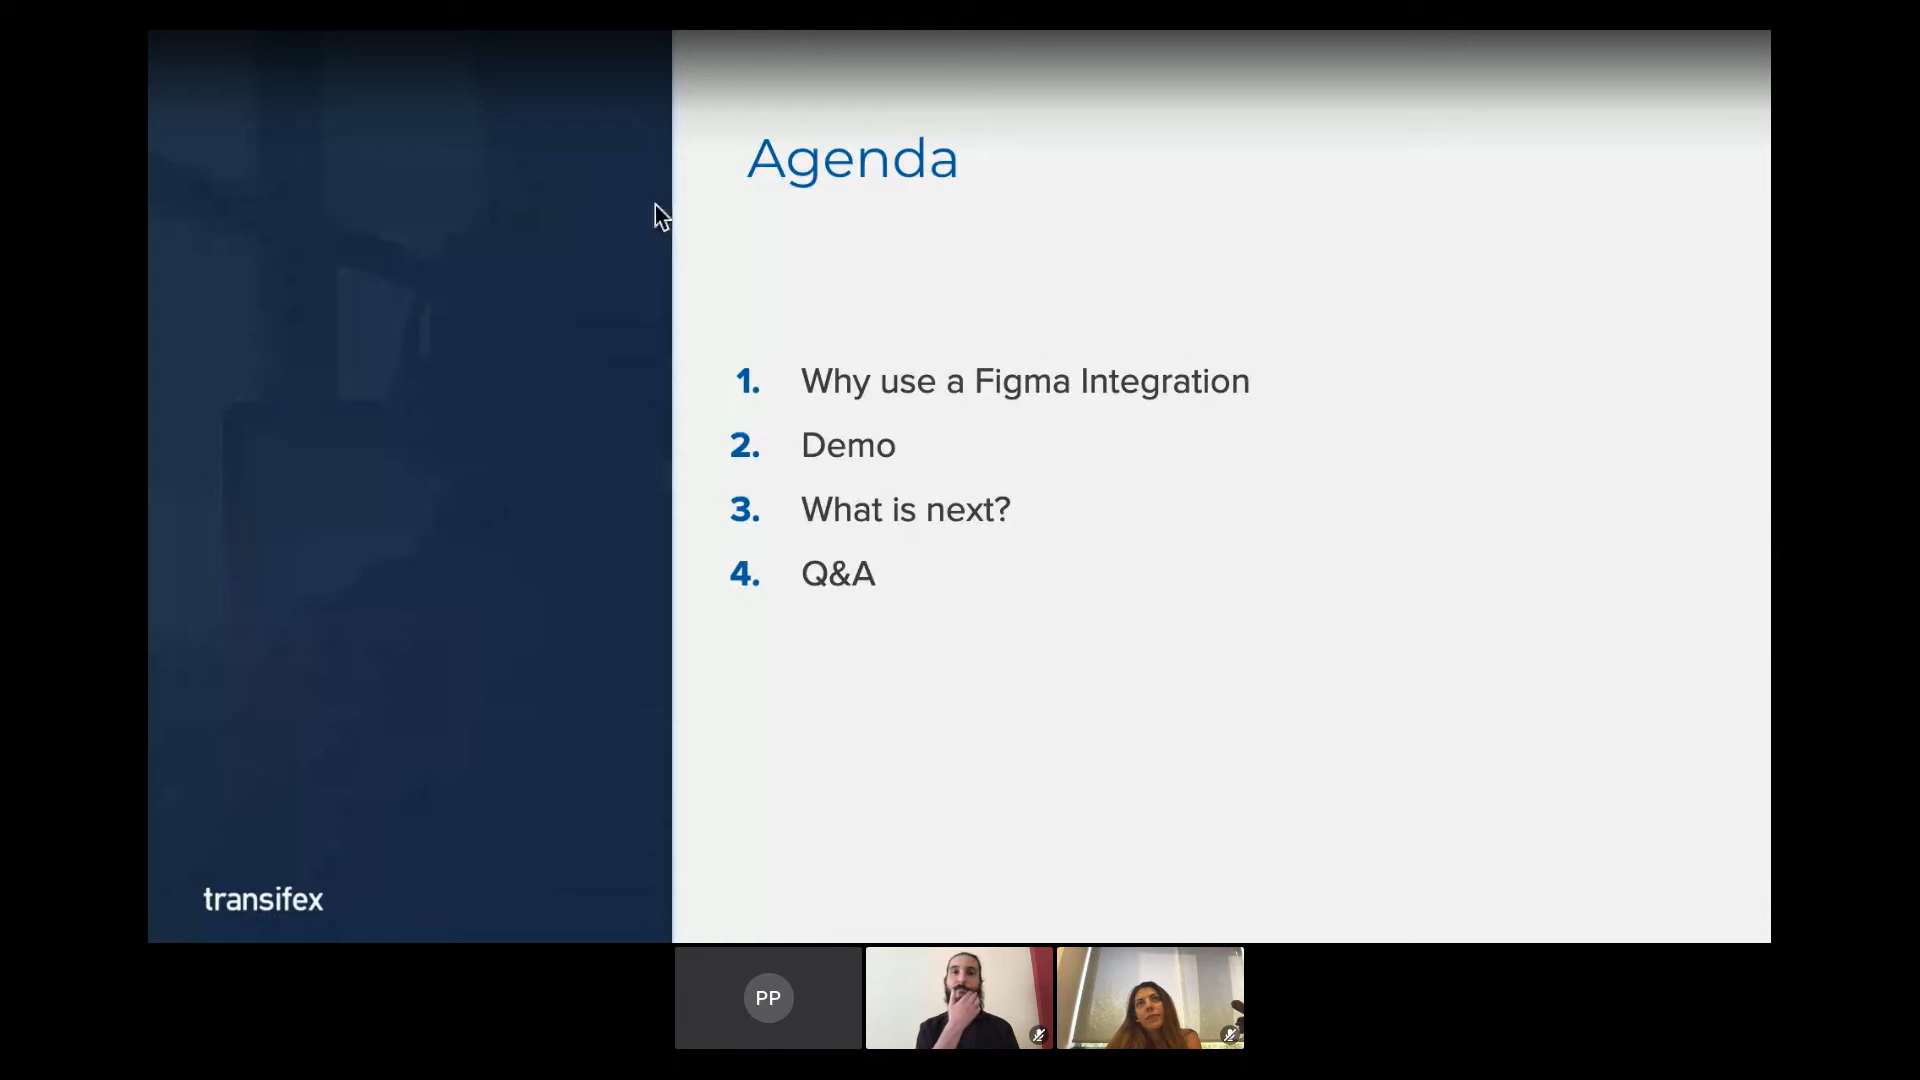 Agenda
1. Why use a Figma Integration
2. Demo
3. What is next?
4. Q&A
transifex
PP